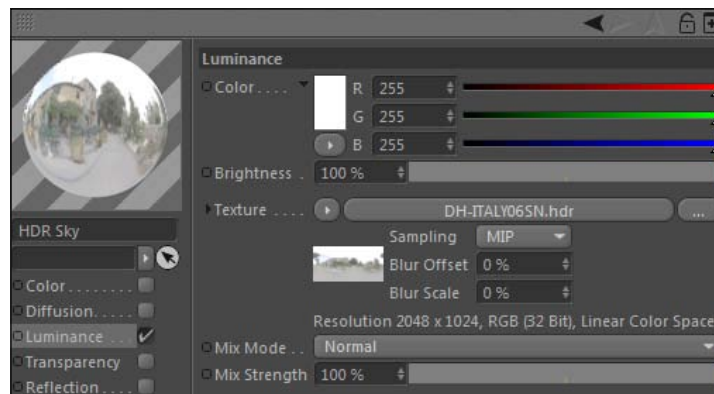 Luminance
Color.... R 255
G 255
B 255
Brightness . 100 %
Texture .... DH-ITALY06SN.hdr ...
Sampling MIP
Blur Offset 0 %
Blur Scale 0 %
Resolution 2048 x 1024, RGB (32 Bit), Linear Color Space
Mix Mode .. Normal
Mix Strength 100 %
HDR Sky
Color........
Diffusion.....
Luminance ...
Transparency
Reflection....